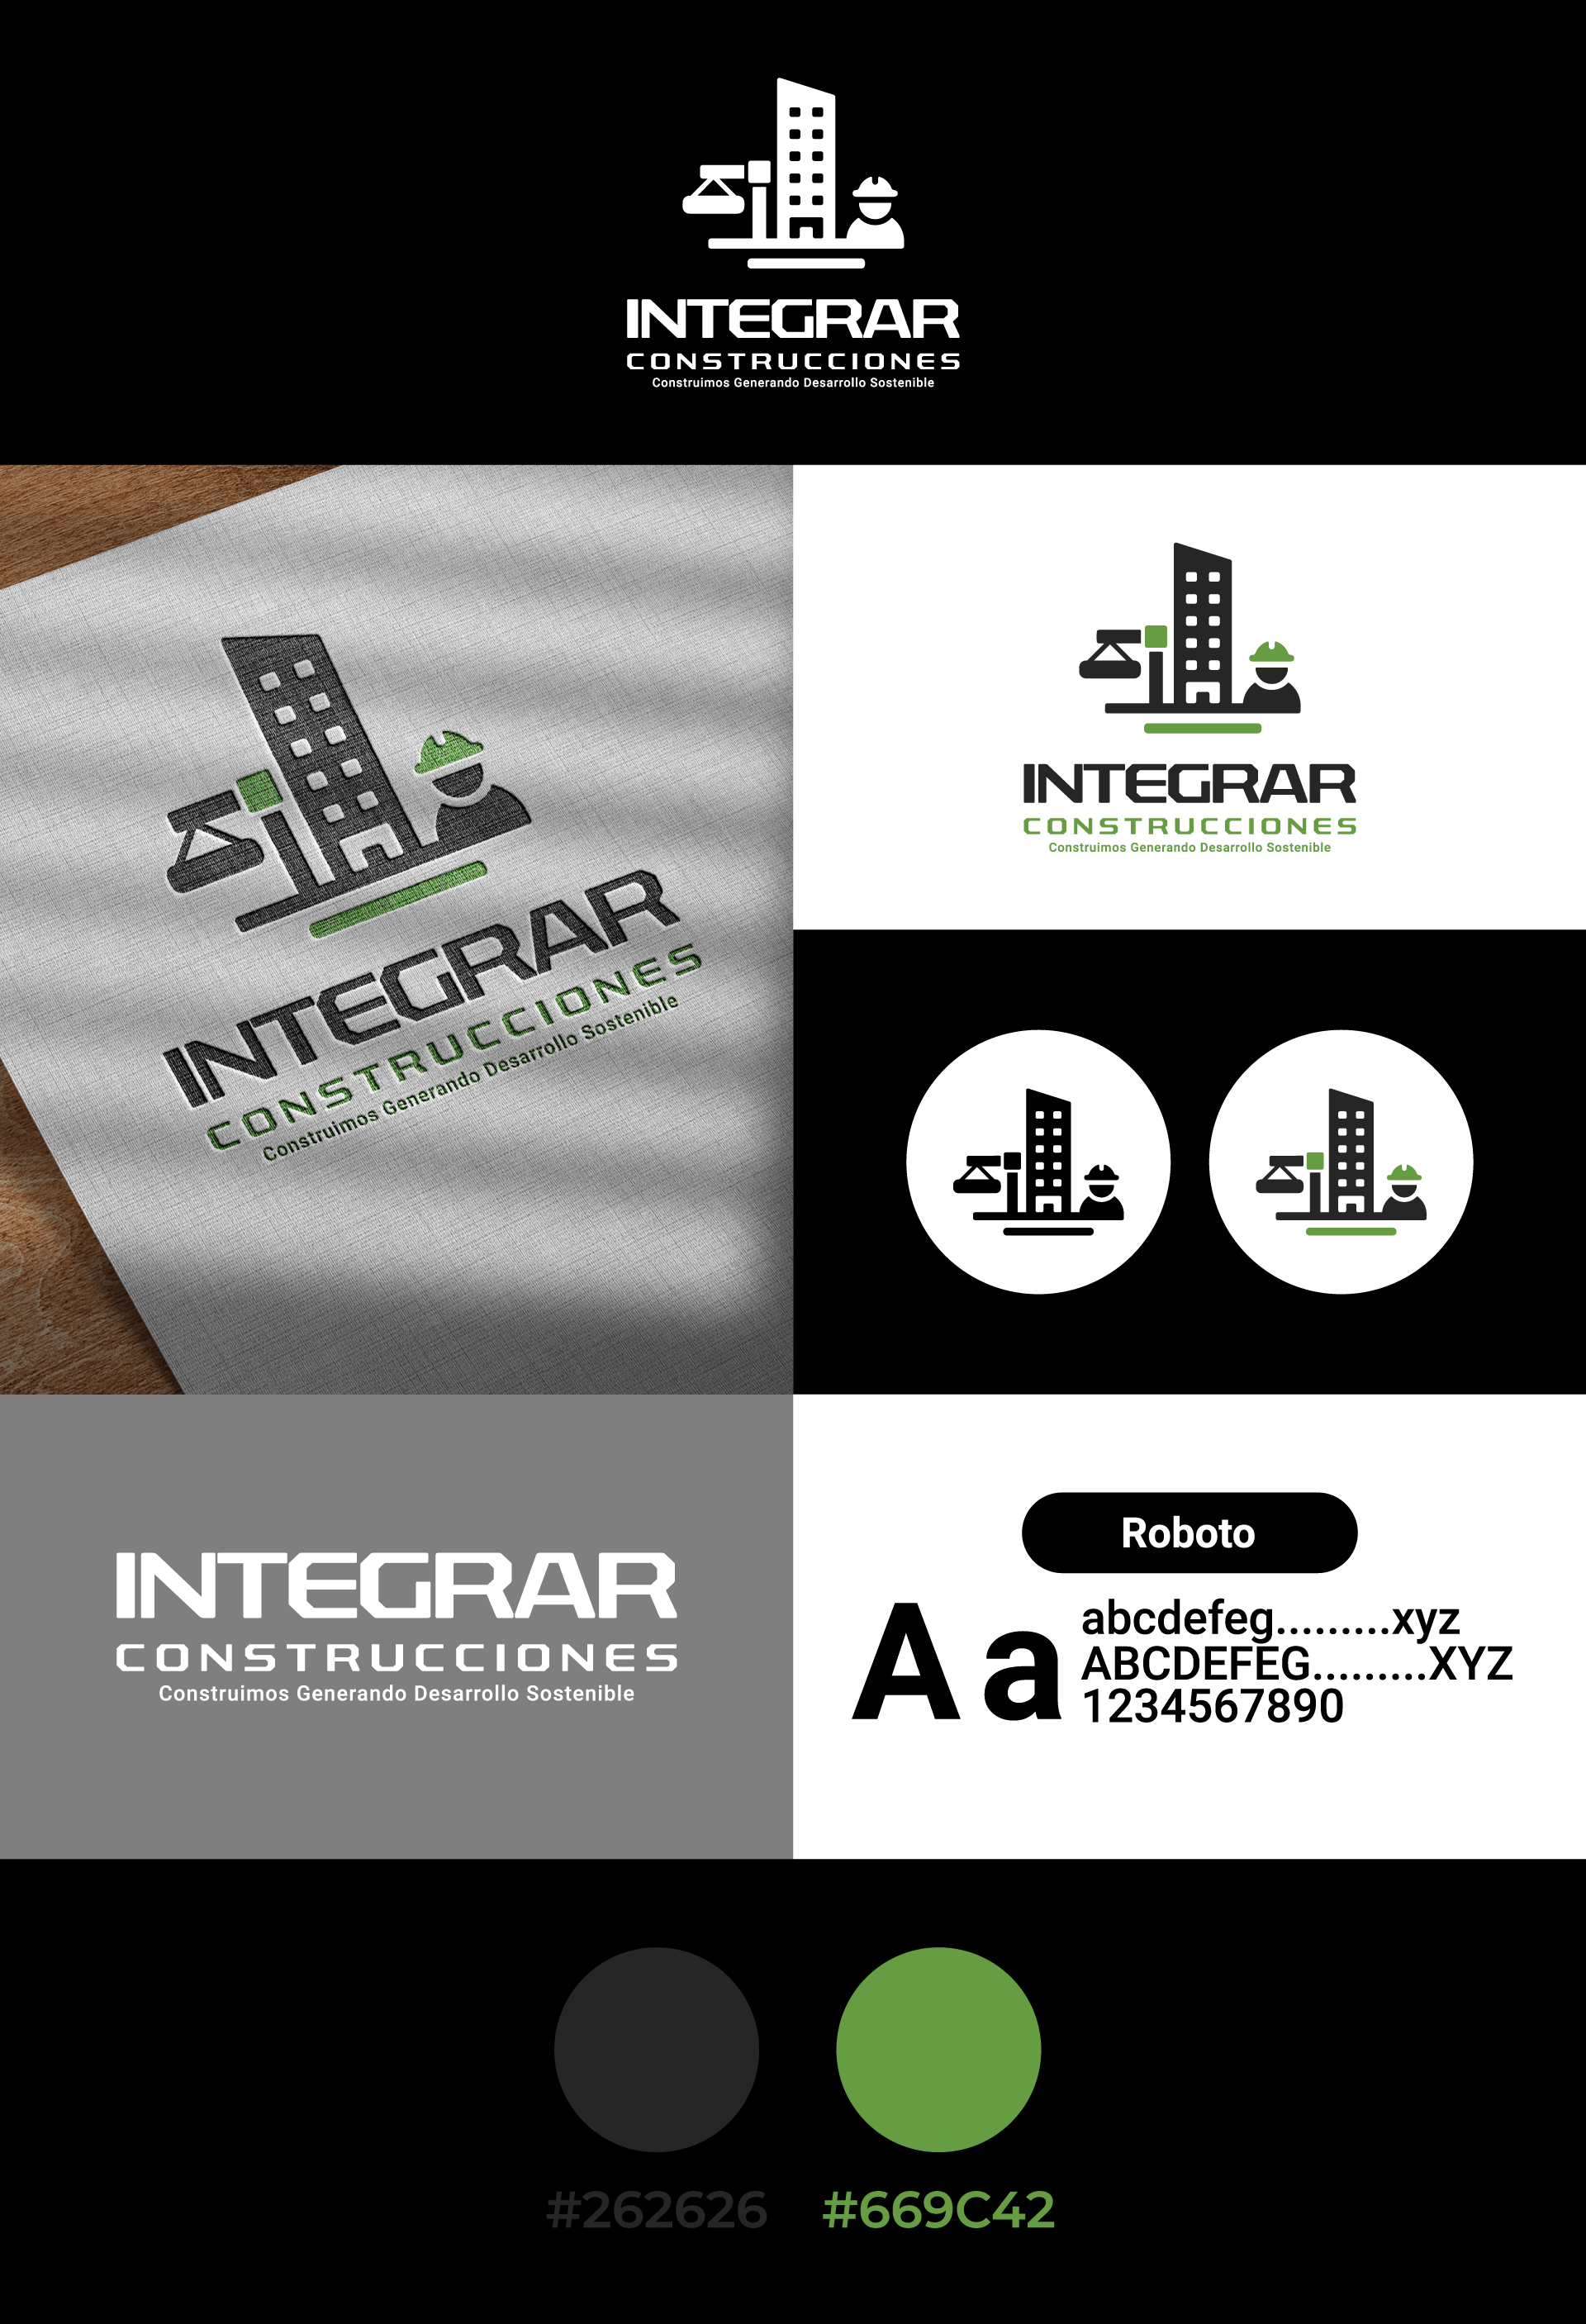 INTEGRAR
CONSTRUCCIONES
Construimos Generando Desarrollo Sostenible
INTEGRAR
CONSTRUCCIONES
Construimos Generando Desarrollo Sostenible
INTEGRAR
CONSTRUCCIONES
Construimos Generando Desarrollo Sostenible
INTEGRAR
CONSTRUCCIONES
Construimos Generando Desarrollo Sostenible
Roboto
Aa
abcdefeg.........xyz
ABCDEFEG.........XYZ
1234567890
#262626
#669C42